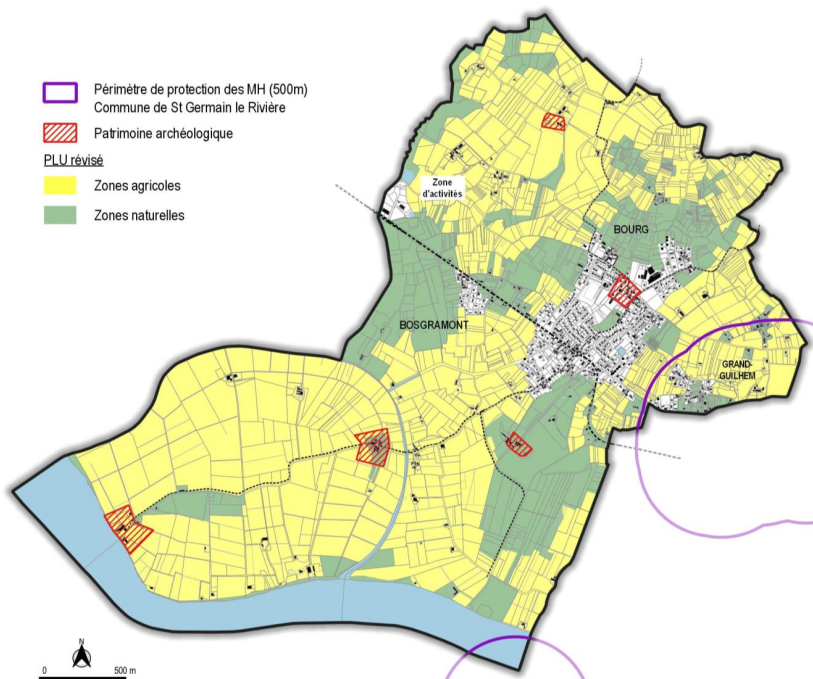 Périmètre de protection des MH (500m)
Commune de St Germain le Rivière
Patrimoine archéologique
PLU révisé
Zones agricoles
Zones naturelles
Zone
d'activités
BOURG
BOSGRAMONT
GRAND-
GUILHEM
N
0 500 m